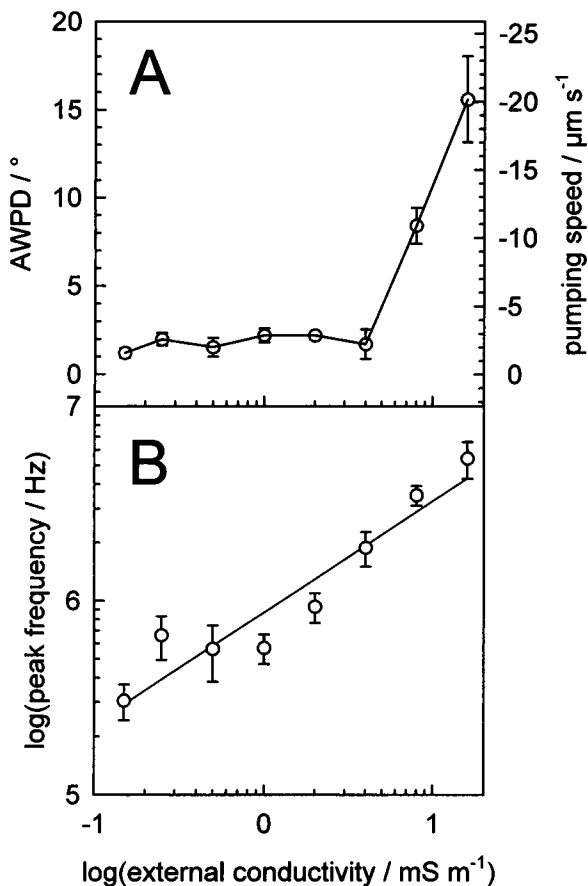 A
20
15
10
5
0
AWPD / °
-25
-20
-15
-10
-5
0
pumping speed / µm s⁻¹
B
7
6
5
log(peak frequency / Hz)
-1
0
1
log(external conductivity / mS m⁻¹)